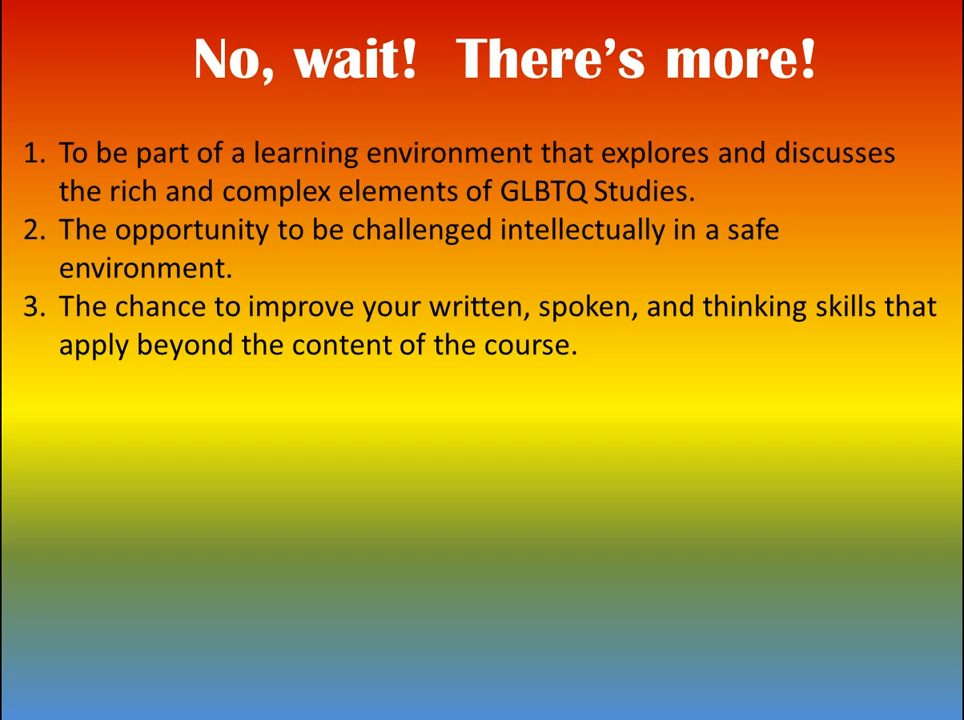 No, wait!  There’s more!
1. To be part of a learning environment that explores and discusses
the rich and complex elements of GLBTQ Studies.
2. The opportunity to be challenged intellectually in a safe
environment.
3. The chance to improve your written, spoken, and thinking skills that
apply beyond the content of the course.